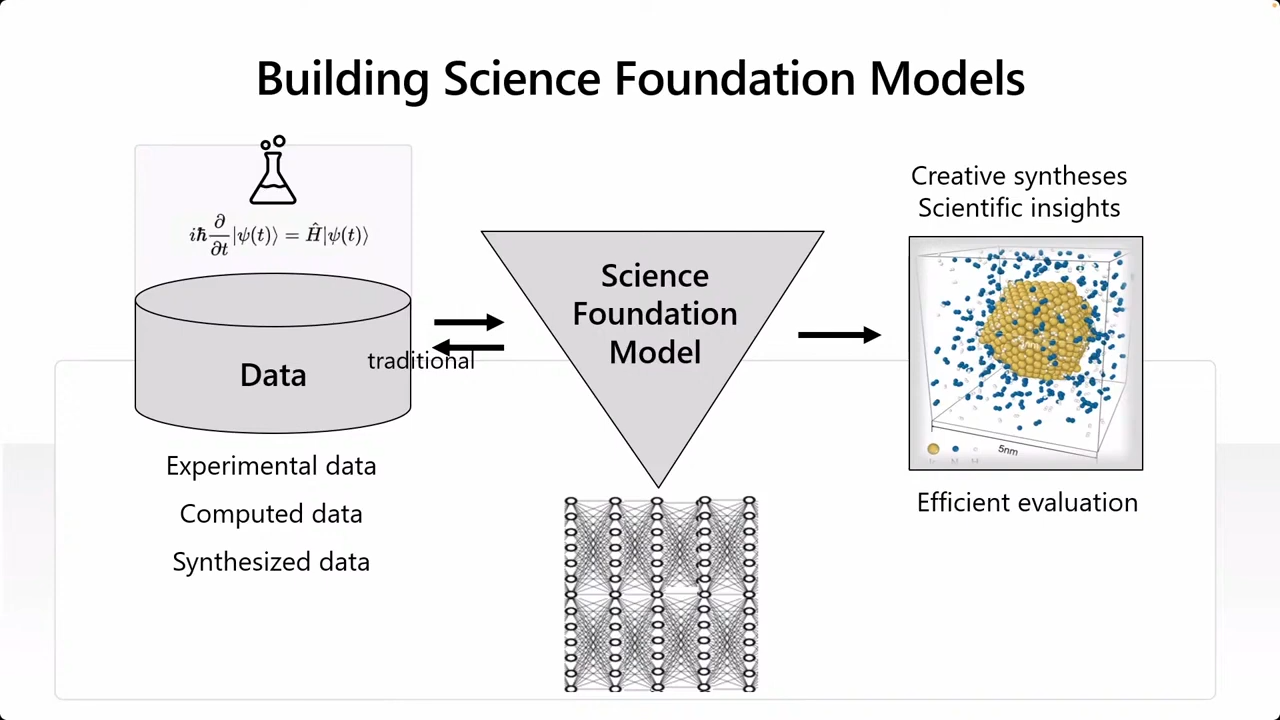 Building Science Foundation Models
iħ ∂/∂t |ψ(t)⟩ = Ĥ|ψ(t)⟩
Data
traditional
Experimental data
Computed data
Synthesized data
Science
Foundation
Model
Creative syntheses
Scientific insights
5nm
Efficient evaluation